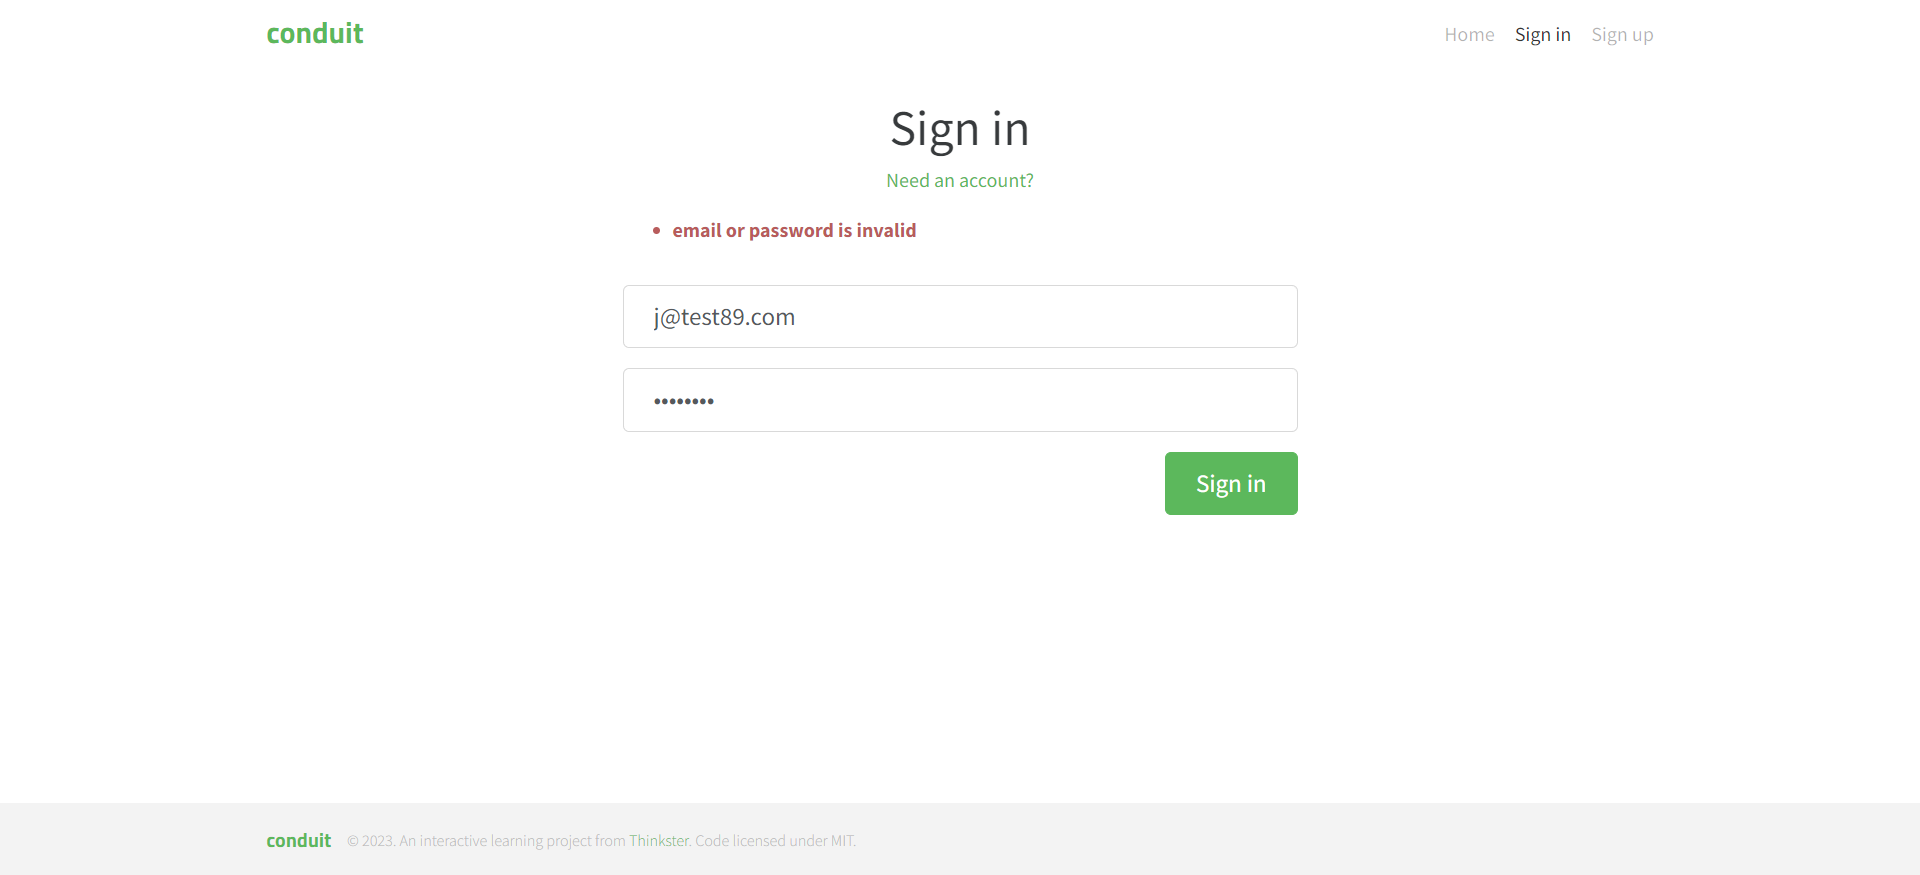 conduit
Home Sign in Sign up
Sign in
Need an account?
• email or password is invalid
j@test89.com
••••••••
Sign in
conduit © 2023. An interactive learning project from Thinkster. Code licensed under MIT.